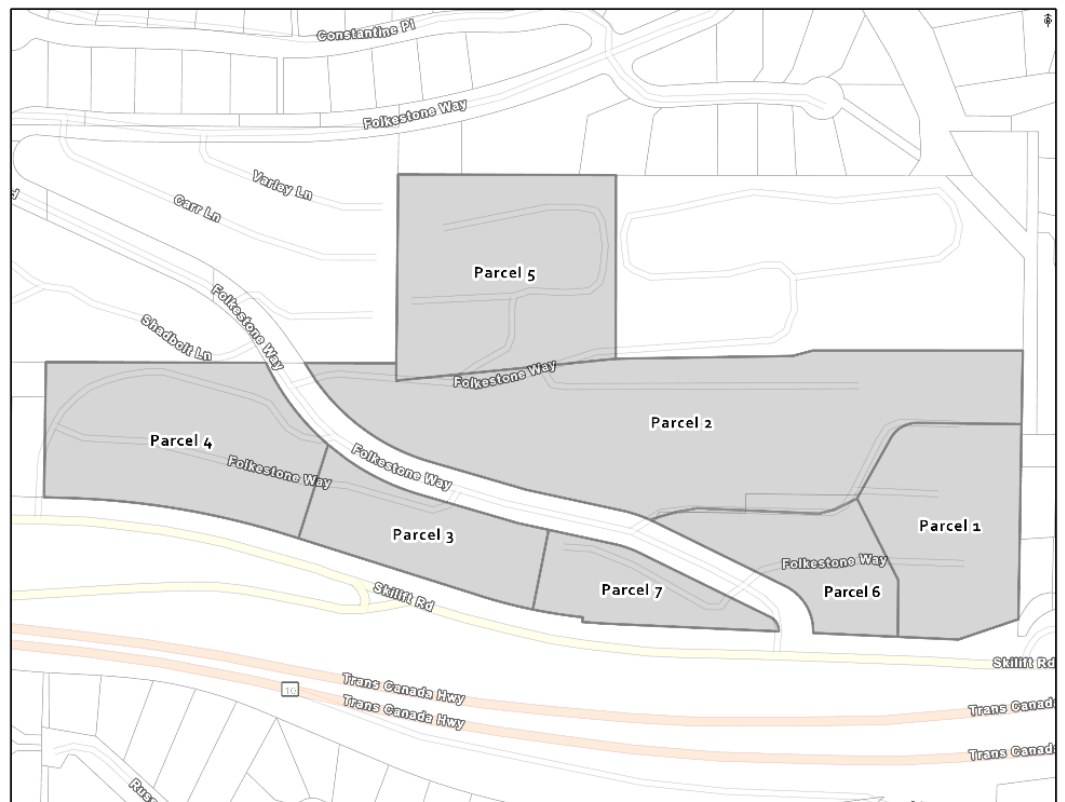 Constantine Pl
Folkestone Way
Varley Ln
Carr Ln
Parcel 5
Folkestone Way
Shadbolt Ln
Folkestone Way
Parcel 2
Parcel 4
Folkestone Way
Folkestone Way
Parcel 1
Parcel 3
Folkestone Way
Parcel 7
Parcel 6
Skilift Rd
Skilift Rd
Trans Canada Hwy
10
Trans Canada Hwy
Trans Canada
Trans Canada